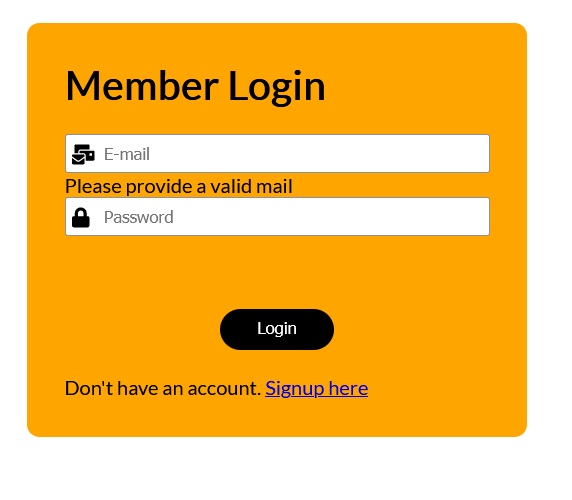 Member Login
E-mail
Please provide a valid mail
Password
Login
Don't have an account. Signup here